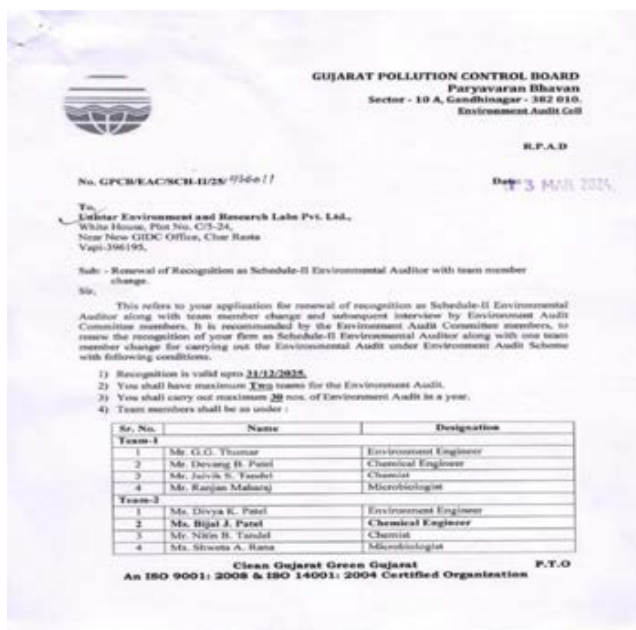 GUJARAT POLLUTION CONTROL BOARD
Paryavaran Bhavan
Sector - 10 A, Gandhinagar - 382 010.
Environment Audit Cell
R.P.A.D
No. GPCB/EAC/SCH-II/25/
Date: 3 MAR 2024
To,
Unistar Environment and Research Labs Pvt. Ltd.,
White House, Plot No. C/5-24,
Near New GIDC Office, Char Rasta
Vapi-396195,
Sub: - Renewal of Recognition as Schedule-II Environmental Auditor with team member
change.
Sir,
This refers to your application for renewal of recognition as Schedule-II Environmental
Auditor along with team member change and subsequent interview by Environment Audit
Committee members. It is recommended by the Environment Audit Committee members, to
renew the recognition of your firm as Schedule-II Environmental Auditor along with one team
member change for carrying out the Environmental Audit under Environment Audit Scheme
with following conditions.
1) Recognition is valid upto 31/12/2025.
2) You shall have maximum Two teams for the Environment Audit.
3) You shall carry out maximum 30 nos. of Environment Audit in a year.
4) Team members shall be as under :
Sr. No. Name Designation
Team-1
1 Mr. G.G. Thumar Environment Engineer
2 Mr. Devang B. Patel Chemical Engineer
3 Mr. Jaivik S. Tandel Chemist
4 Mr. Ranjan Maharaj Microbiologist
Team-2
1 Ms. Divya K. Patel Environment Engineer
2 Ms. Bijal J. Patel Chemical Engineer
3 Mr. Nitin B. Tandel Chemist
4 Ms. Shweta A. Rana Microbiologist
Clean Gujarat Green Gujarat P.T.O
An ISO 9001: 2008 & ISO 14001: 2004 Certified Organization